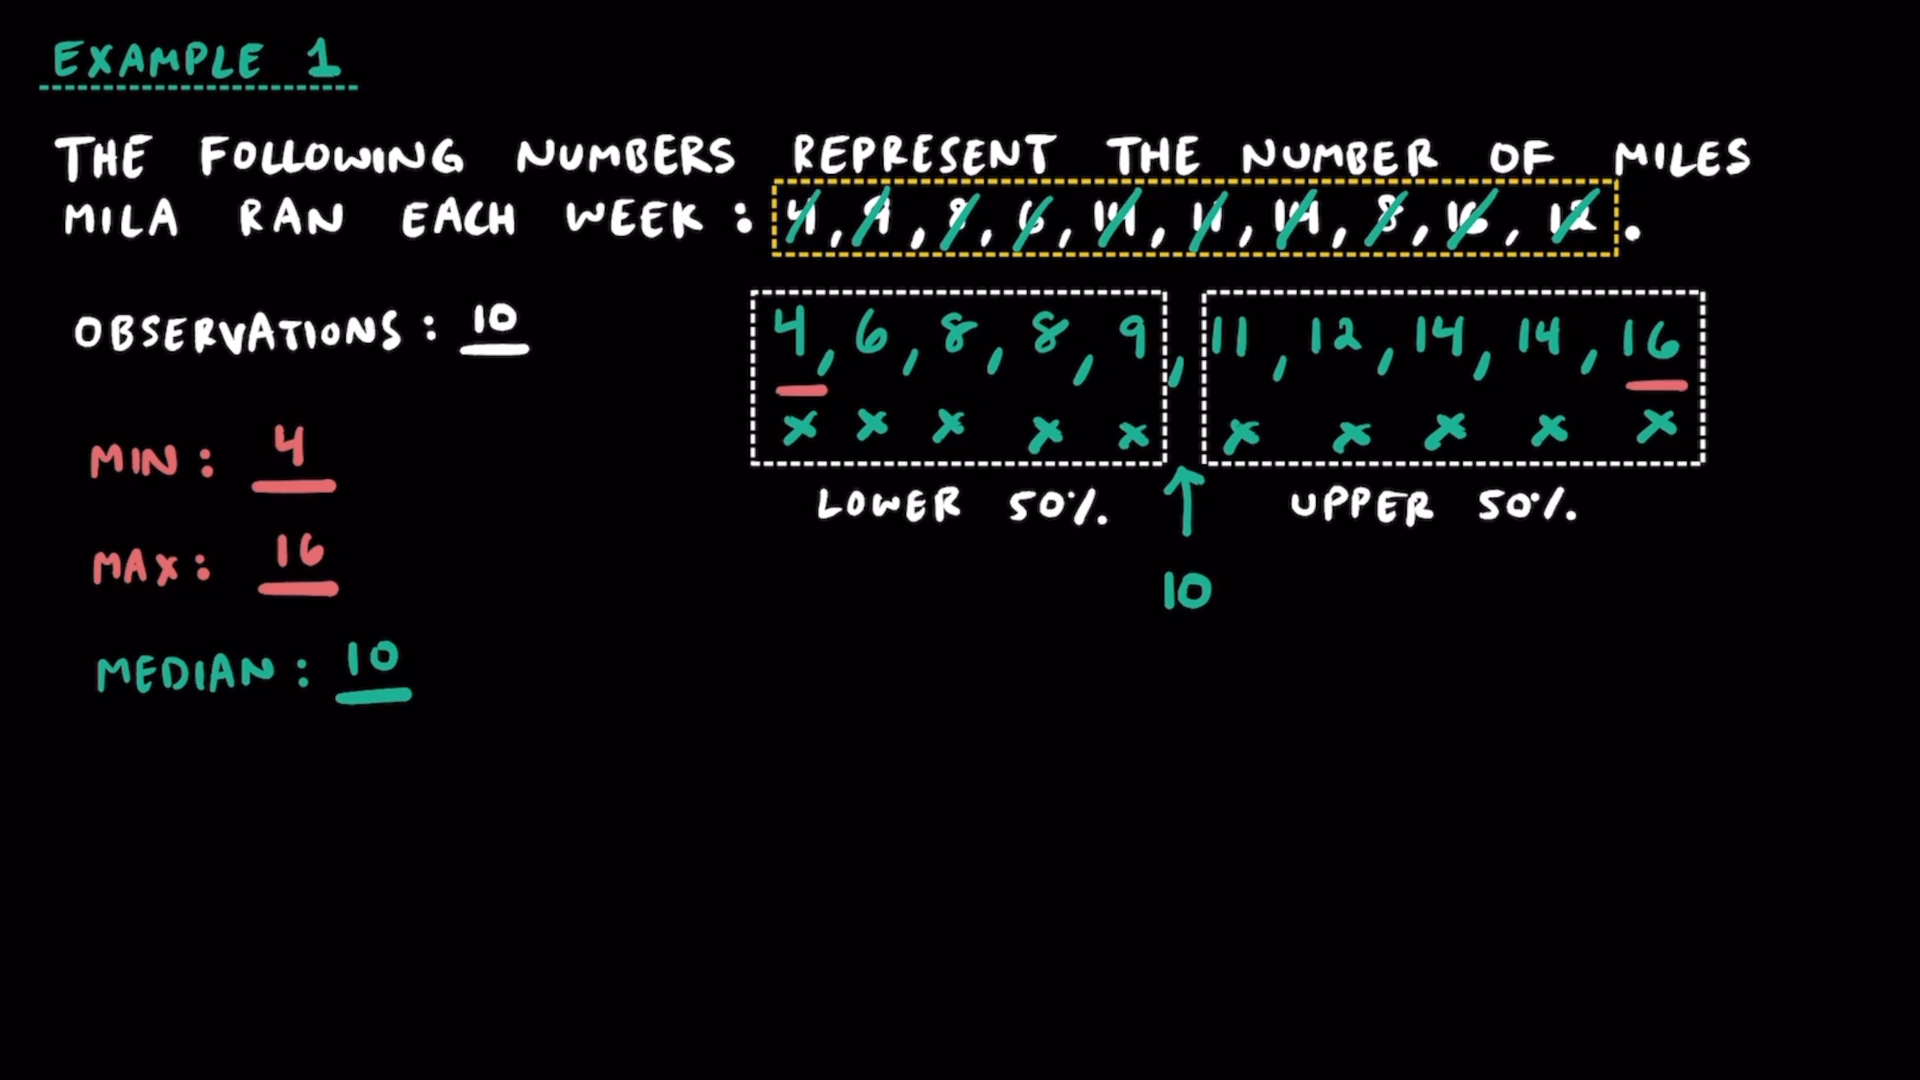 EXAMPLE 1
THE FOLLOWING NUMBERS REPRESENT THE NUMBER OF MILES
MILA RAN EACH WEEK : 4, 9, 8, 6, 14, 11, 14, 8, 16, 12.
OBSERVATIONS : 10
4, 6, 8, 8, 9, 11, 12, 14, 14, 16
x x x x x x x x x x
MIN : 4
LOWER 50%. UPPER 50%.
MAX : 16
10
MEDIAN : 10